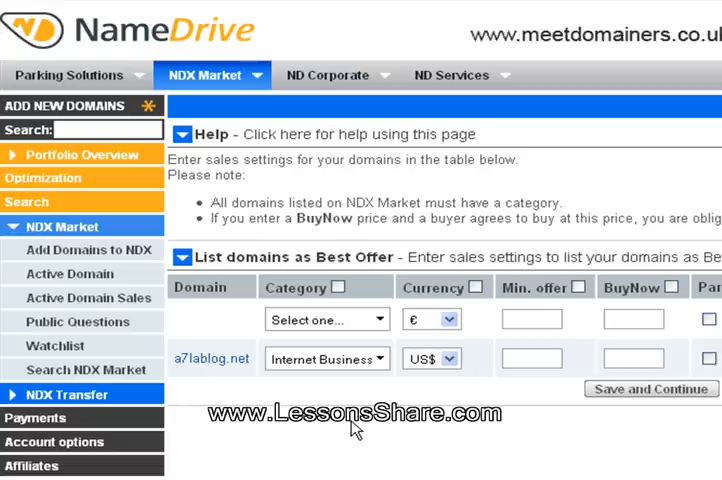 NameDrive
www.meetdomainers.co.uk
Parking Solutions NDX Market ND Corporate ND Services
ADD NEW DOMAINS
Search:
Portfolio Overview
Optimization
Search
NDX Market
Add Domains to NDX
Active Domain
Active Domain Sales
Public Questions
Watchlist
Search NDX Market
NDX Transfer
Payments
Account options
Affiliates
Help - Click here for help using this page
Enter sales settings for your domains in the table below.
Please note:
• All domains listed on NDX Market must have a category.
• If you enter a BuyNow price and a buyer agrees to buy at this price, you are oblig
List domains as Best Offer - Enter sales settings to list your domains as Be
Domain Category Currency Min. offer BuyNow Par
Select one... €
a7lablog.net Internet Business US$
Save and Continue
www.LessonsShare.com